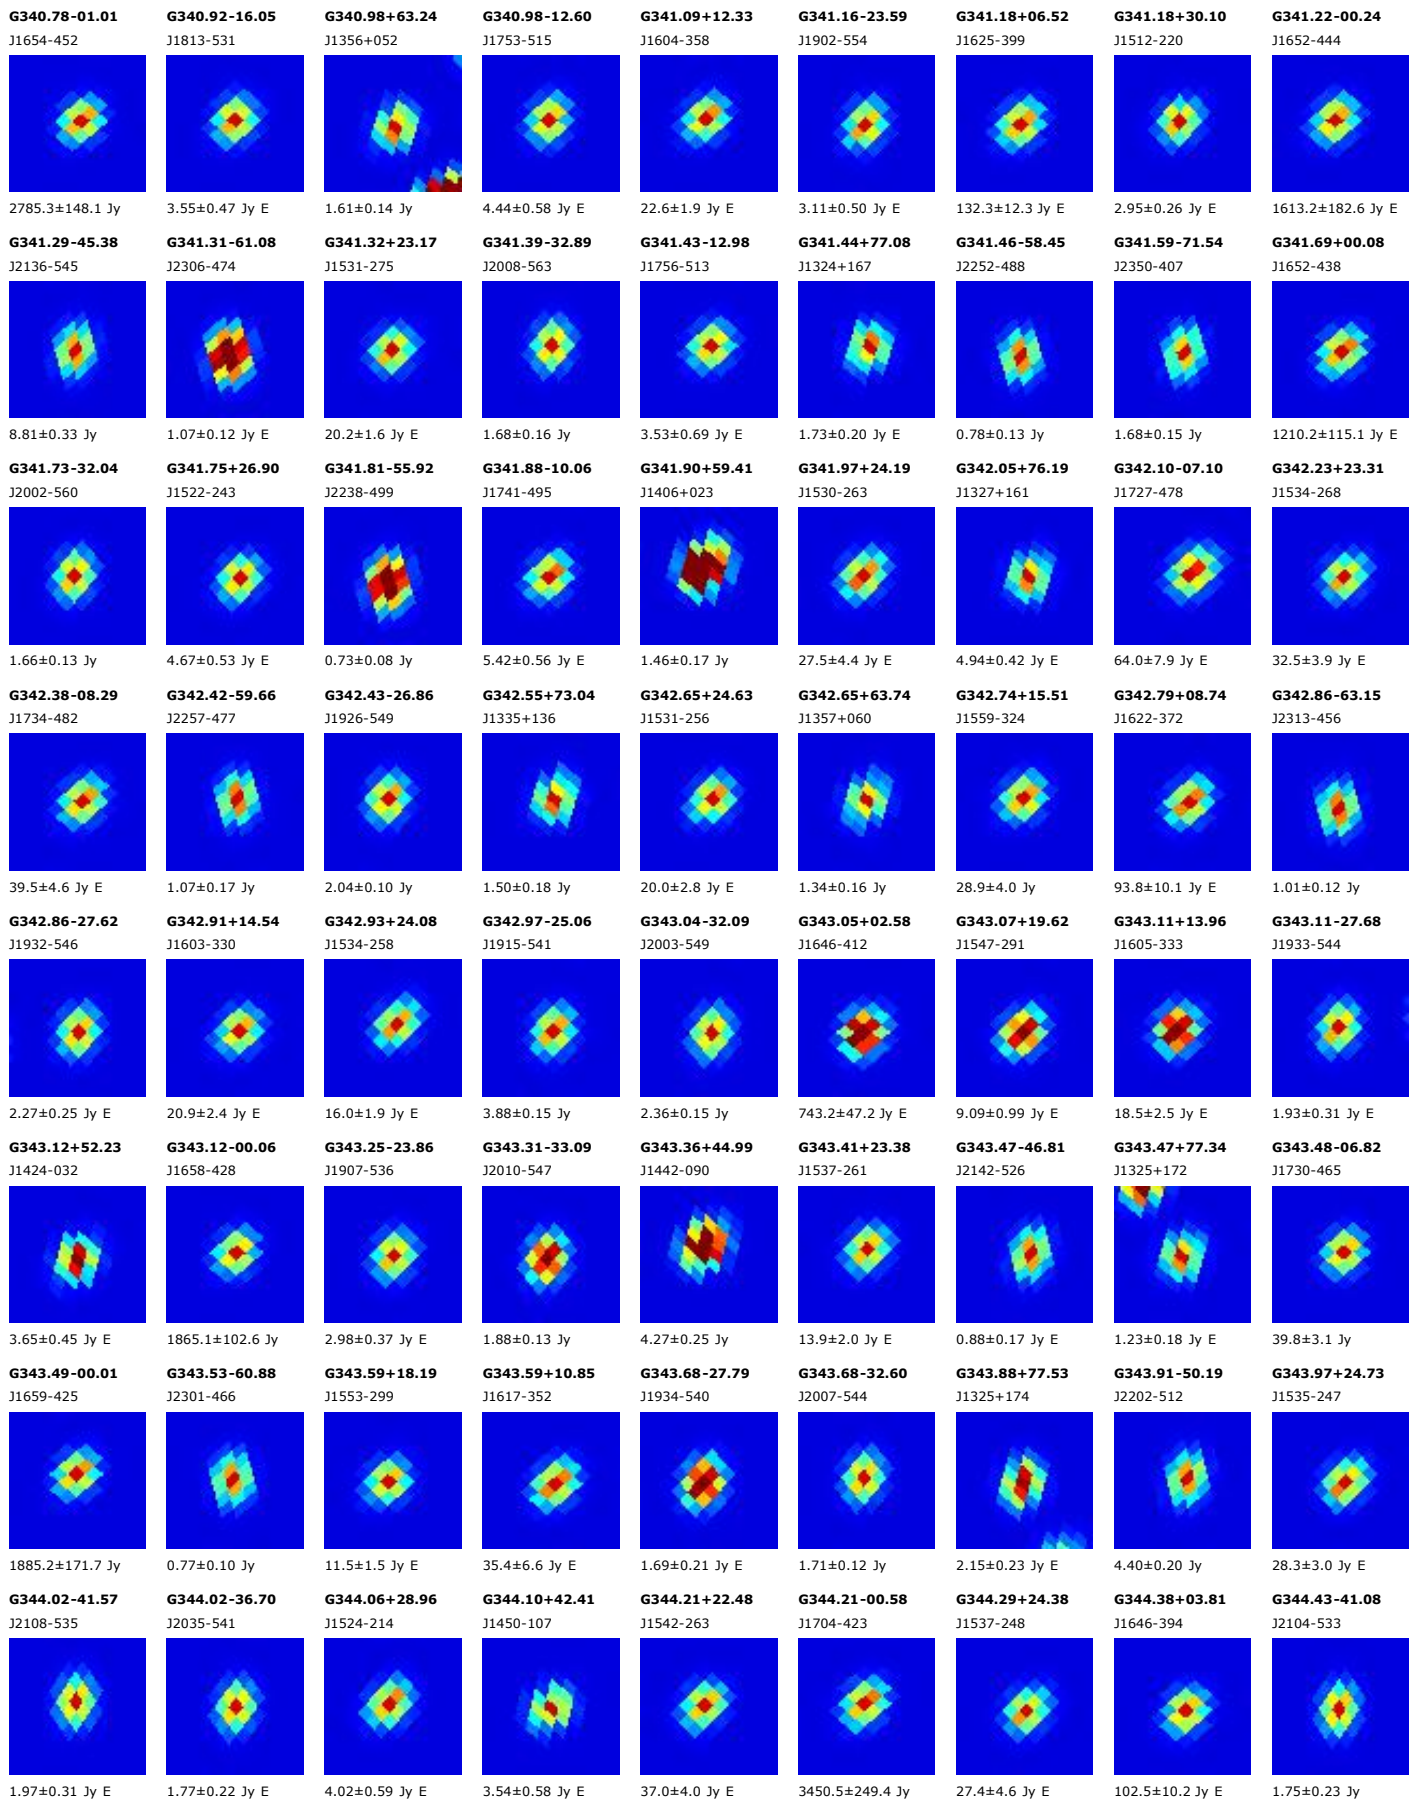 G340.78-01.01 G340.92-16.05 G340.98+63.24 G340.98-12.60 G341.09+12.33 G341.16-23.59 G341.18+06.52 G341.18+30.10 G341.22-00.24
J1654-452 J1813-531 J1356+052 J1753-515 J1604-358 J1902-554 J1625-399 J1512-220 J1652-444
2785.3±148.1 Jy 3.55±0.47 Jy E 1.61±0.14 Jy 4.44±0.58 Jy E 22.6±1.9 Jy E 3.11±0.50 Jy E 132.3±12.3 Jy E 2.95±0.26 Jy E 1613.2±182.6 Jy E
G341.29-45.38 G341.31-61.08 G341.32+23.17 G341.39-32.89 G341.43-12.98 G341.44+77.08 G341.46-58.45 G341.59-71.54 G341.69+00.08
J2136-545 J2306-474 J1531-275 J2008-563 J1756-513 J1324+167 J2252-488 J2350-407 J1652-438
8.81±0.33 Jy 1.07±0.12 Jy E 20.2±1.6 Jy E 1.68±0.16 Jy 3.53±0.69 Jy E 1.73±0.20 Jy E 0.78±0.13 Jy 1.68±0.15 Jy 1210.2±115.1 Jy E
G341.73-32.04 G341.75+26.90 G341.81-55.92 G341.88-10.06 G341.90+59.41 G341.97+24.19 G342.05+76.19 G342.10-07.10 G342.23+23.31
J2002-560 J1522-243 J2238-499 J1741-495 J1406+023 J1530-263 J1327+161 J1727-478 J1534-268
1.66±0.13 Jy 4.67±0.53 Jy E 0.73±0.08 Jy 5.42±0.56 Jy E 1.46±0.17 Jy 27.5±4.4 Jy E 4.94±0.42 Jy E 64.0±7.9 Jy E 32.5±3.9 Jy E
G342.38-08.29 G342.42-59.66 G342.43-26.86 G342.55+73.04 G342.65+24.63 G342.65+63.74 G342.74+15.51 G342.79+08.74 G342.86-63.15
J1734-482 J2257-477 J1926-549 J1335+136 J1531-256 J1357+060 J1559-324 J1622-372 J2313-456
39.5±4.6 Jy E 1.07±0.17 Jy 2.04±0.10 Jy 1.50±0.18 Jy 20.0±2.8 Jy E 1.34±0.16 Jy 28.9±4.0 Jy 93.8±10.1 Jy E 1.01±0.12 Jy
G342.86-27.62 G342.91+14.54 G342.93+24.08 G342.97-25.06 G343.04-32.09 G343.05+02.58 G343.07+19.62 G343.11+13.96 G343.11-27.68
J1932-546 J1603-330 J1534-258 J1915-541 J2003-549 J1646-412 J1547-291 J1605-333 J1933-544
2.27±0.25 Jy E 20.9±2.4 Jy E 16.0±1.9 Jy E 3.88±0.15 Jy 2.36±0.15 Jy 743.2±47.2 Jy E 9.09±0.99 Jy E 18.5±2.5 Jy E 1.93±0.31 Jy E
G343.12+52.23 G343.12-00.06 G343.25-23.86 G343.31-33.09 G343.36+44.99 G343.41+23.38 G343.47-46.81 G343.47+77.34 G343.48-06.82
J1424-032 J1658-428 J1907-536 J2010-547 J1442-090 J1537-261 J2142-526 J1325+172 J1730-465
3.65±0.45 Jy E 1865.1±102.6 Jy 2.98±0.37 Jy E 1.88±0.13 Jy 4.27±0.25 Jy 13.9±2.0 Jy E 0.88±0.17 Jy E 1.23±0.18 Jy E 39.8±3.1 Jy
G343.49-00.01 G343.53-60.88 G343.59+18.19 G343.59+10.85 G343.68-27.79 G343.68-32.60 G343.88+77.53 G343.91-50.19 G343.97+24.73
J1659-425 J2301-466 J1553-299 J1617-352 J1934-540 J2007-544 J1325+174 J2202-512 J1535-247
1885.2±171.7 Jy 0.77±0.10 Jy 11.5±1.5 Jy E 35.4±6.6 Jy E 1.69±0.21 Jy E 1.71±0.12 Jy 2.15±0.23 Jy E 4.40±0.20 Jy 28.3±3.0 Jy E
G344.02-41.57 G344.02-36.70 G344.06+28.96 G344.10+42.41 G344.21+22.48 G344.21-00.58 G344.29+24.38 G344.38+03.81 G344.43-41.08
J2108-535 J2035-541 J1524-214 J1450-107 J1542-263 J1704-423 J1537-248 J1646-394 J2104-533
1.97±0.31 Jy E 1.77±0.22 Jy E 4.02±0.59 Jy E 3.54±0.58 Jy E 37.0±4.0 Jy E 3450.5±249.4 Jy 27.4±4.6 Jy E 102.5±10.2 Jy E 1.75±0.23 Jy